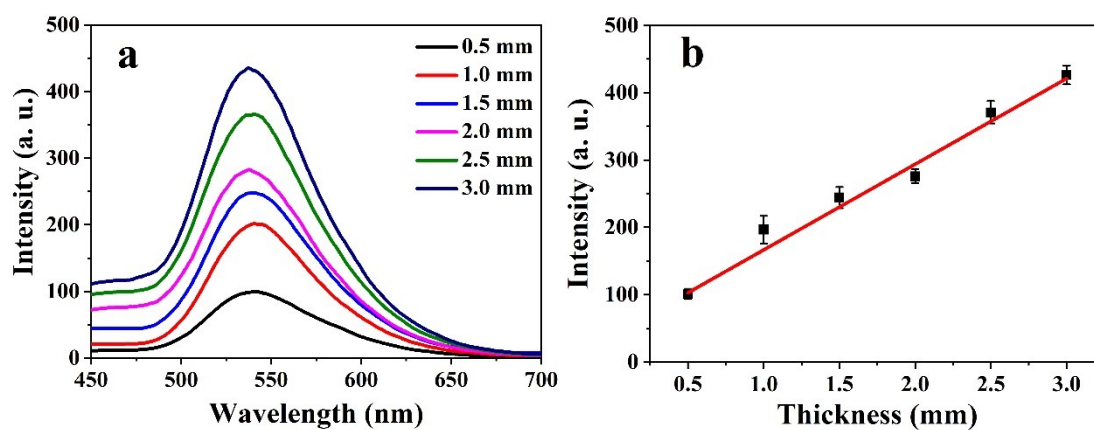 a
500
400
300
200
100
0
Intensity (a. u.)
450 500 550 600 650 700
Wavelength (nm)
0.5 mm
1.0 mm
1.5 mm
2.0 mm
2.5 mm
3.0 mm
b
500
400
300
200
100
0
Intensity (a. u.)
0.5 1.0 1.5 2.0 2.5 3.0
Thickness (mm)